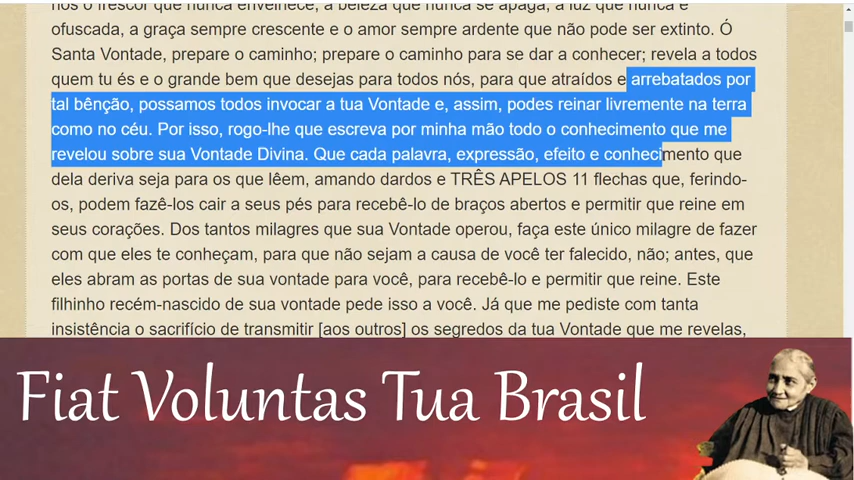 nos o frescor que nunca envelhece, a beleza que nunca se apaga, a luz que nunca é
ofuscada, a graça sempre crescente e o amor sempre ardente que não pode ser extinto. Ó
Santa Vontade, prepare o caminho; prepare o caminho para se dar a conhecer; revela a todos
quem tu és e o grande bem que desejas para todos nós, para que atraídos e arrebatados por
tal bênção, possamos todos invocar a tua Vontade e, assim, podes reinar livremente na terra
como no céu. Por isso, rogo-lhe que escreva por minha mão todo o conhecimento que me
revelou sobre sua Vontade Divina. Que cada palavra, expressão, efeito e conhecimento que
dela deriva seja para os que lêem, amando dardos e TRÊS APELOS 11 flechas que, ferindo-
os, podem fazê-los cair a seus pés para recebê-lo de braços abertos e permitir que reine em
seus corações. Dos tantos milagres que sua Vontade operou, faça este único milagre de fazer
com que eles te conheçam, para que não sejam a causa de você ter falecido, não; antes, que
eles abram as portas de sua vontade para você, para recebê-lo e permitir que reine. Este
filhinho recém-nascido de sua vontade pede isso a você. Já que me pediste com tanta
insistência o sacrifício de transmitir [aos outros] os segredos da tua Vontade que me revelas,
Fiat Voluntas Tua Brasil